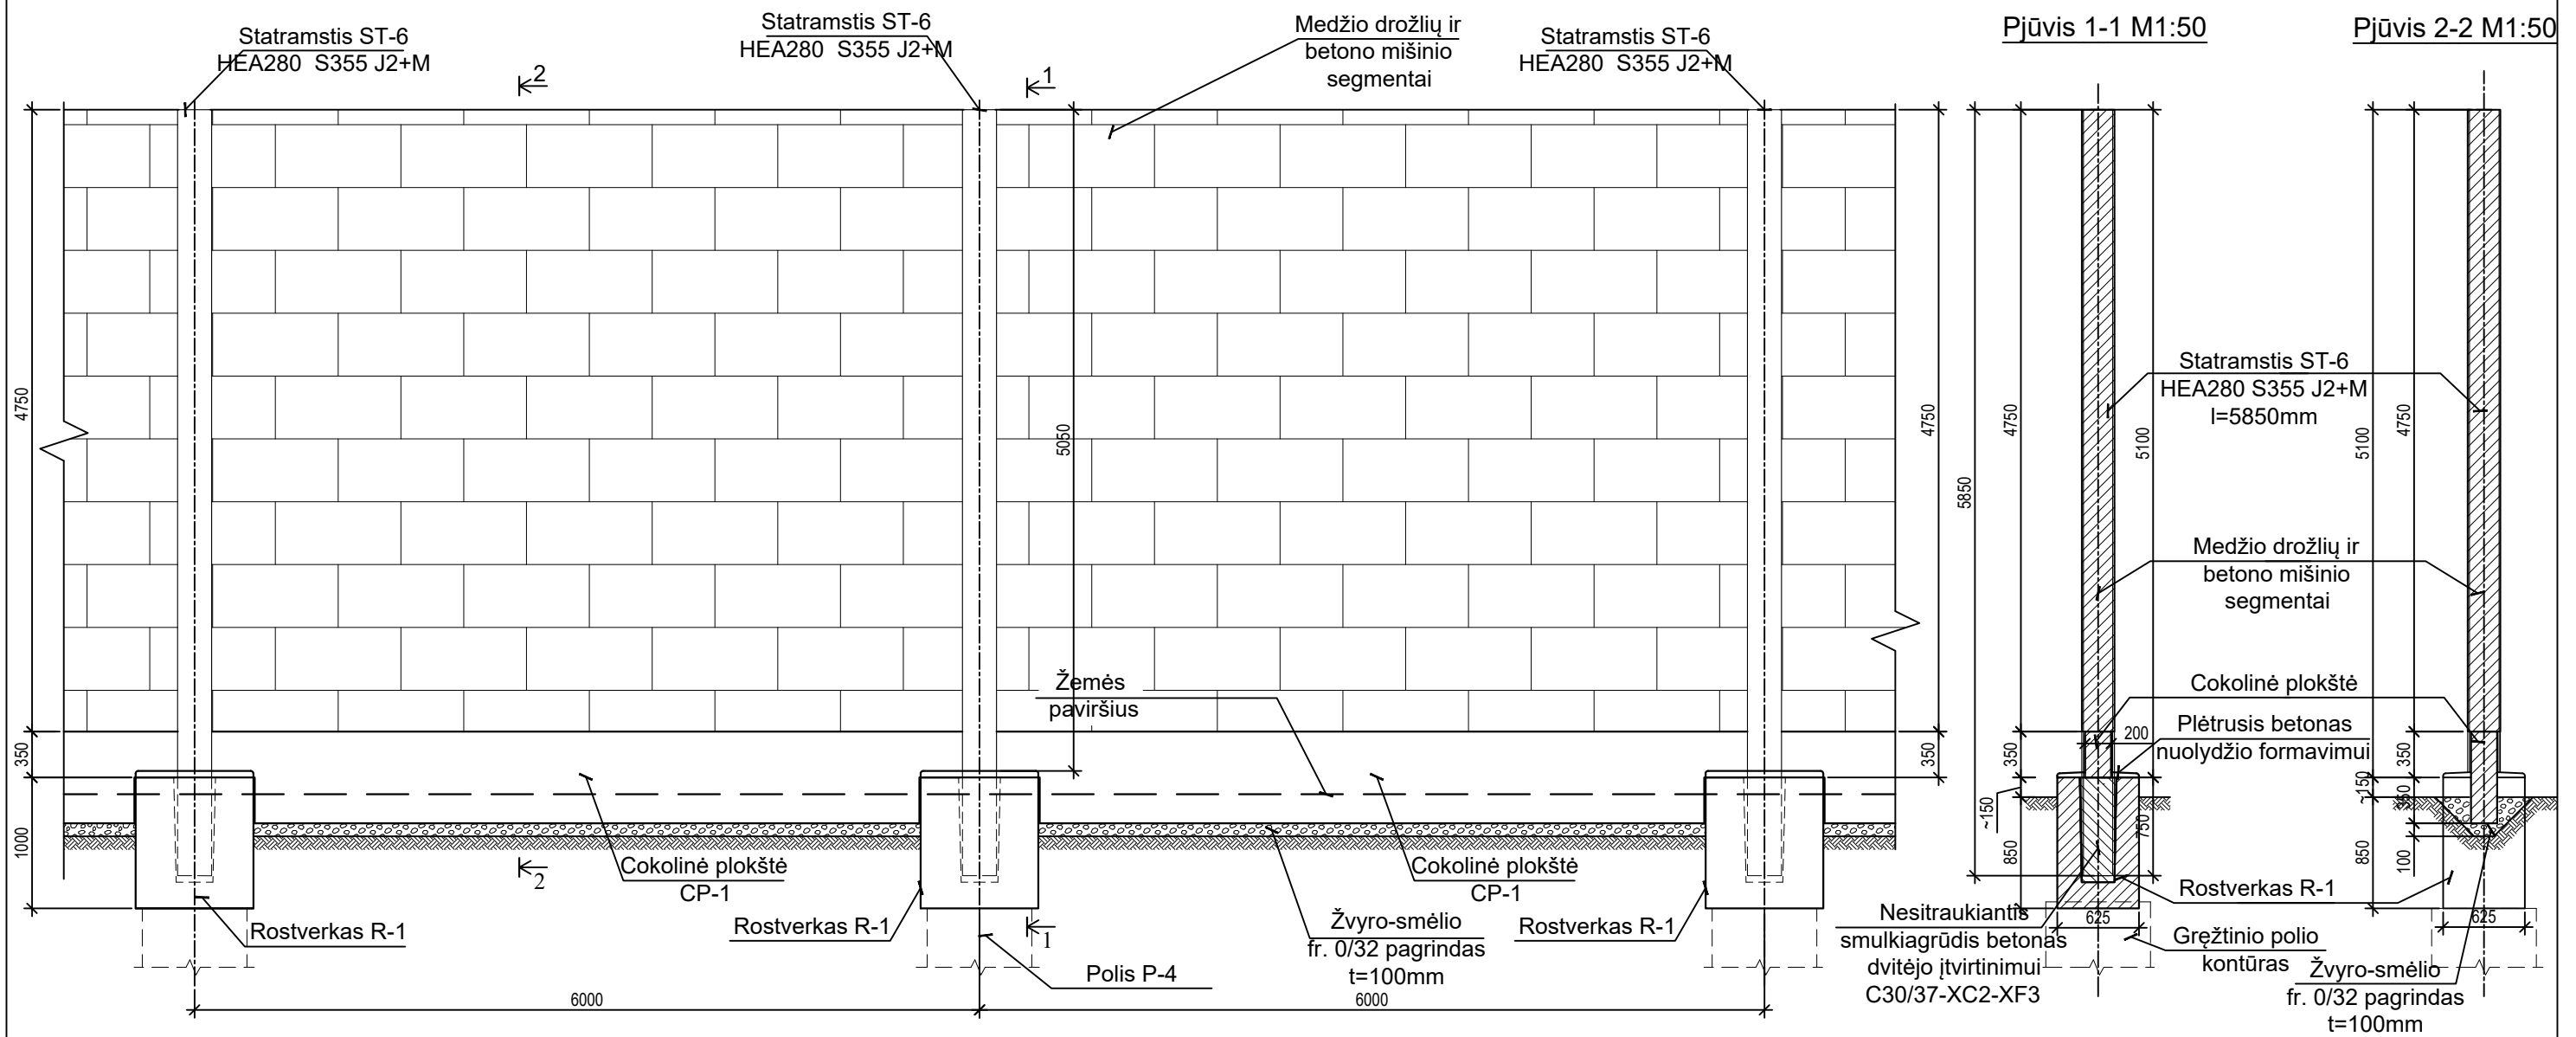 Statramstis ST-6
HEA280 S355 J2+M
Statramstis ST-6
HEA280 S355 J2+M
Medžio drožlių ir
betono mišinio
segmentai
Statramstis ST-6
HEA280 S355 J2+M
Pjūvis 1-1 M1:50
Pjūvis 2-2 M1:50
2
1
4750
350
1000
5050
4750
350
Žemės
paviršius
Cokolinė plokštė
CP-1
Cokolinė plokštė
CP-1
2
1
Rostverkas R-1
Rostverkas R-1
Rostverkas R-1
Polis P-4
Žvyro-smėlio
fr. 0/32 pagrindas
t=100mm
6000
6000
5850
4750
350
~150
850
5100
750
200
625
Statramstis ST-6
HEA280 S355 J2+M
l=5850mm
Medžio drožlių ir
betono mišinio
segmentai
Cokolinė plokštė
Plėtrusis betonas
nuolydžio formavimui
Rostverkas R-1
Nesitraukiantis
smulkiagrūdis betonas
dvitėjo įtvirtinimui
C30/37-XC2-XF3
Gręžtinio polio
kontūras
5100
4750
350
~150
350
100
850
625
Žvyro-smėlio
fr. 0/32 pagrindas
t=100mm